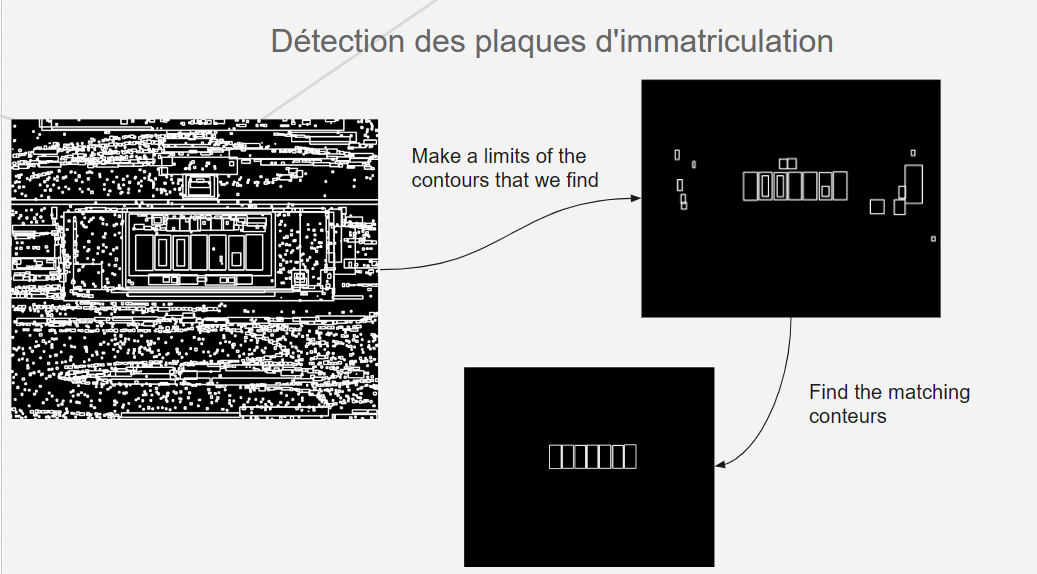 Détection des plaques d'immatriculation
Make a limits of the
contours that we find
Find the matching
conteurs